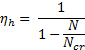 η_h = 1 / (1 − N / N_cr)